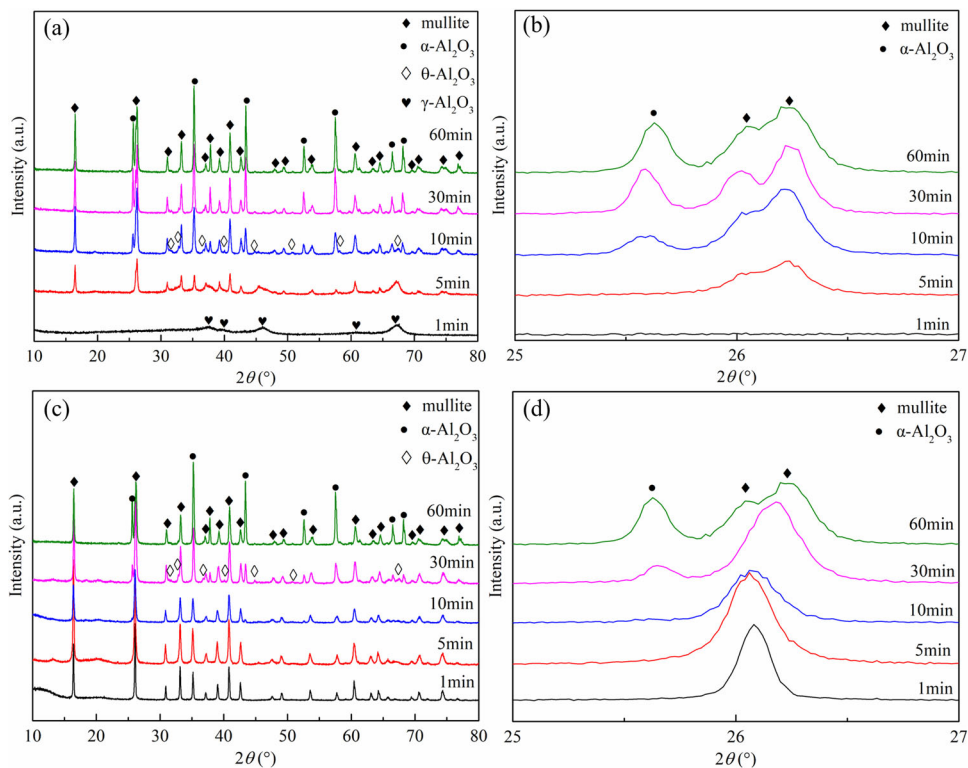 (a)
◆ mullite
● α-Al₂O₃
◇ θ-Al₂O₃
♥ γ-Al₂O₃
60min
30min
10min
5min
1min
Intensity (a.u.)
10 20 30 40 50 60 70 80
2θ (°)
(b)
◆ mullite
● α-Al₂O₃
60min
30min
10min
5min
1min
Intensity (a.u.)
25 26 27
2θ (°)
(c)
◆ mullite
● α-Al₂O₃
◇ θ-Al₂O₃
60min
30min
10min
5min
1min
Intensity (a.u.)
10 20 30 40 50 60 70 80
2θ (°)
(d)
◆ mullite
● α-Al₂O₃
60min
30min
10min
5min
1min
Intensity (a.u.)
25 26 27
2θ (°)